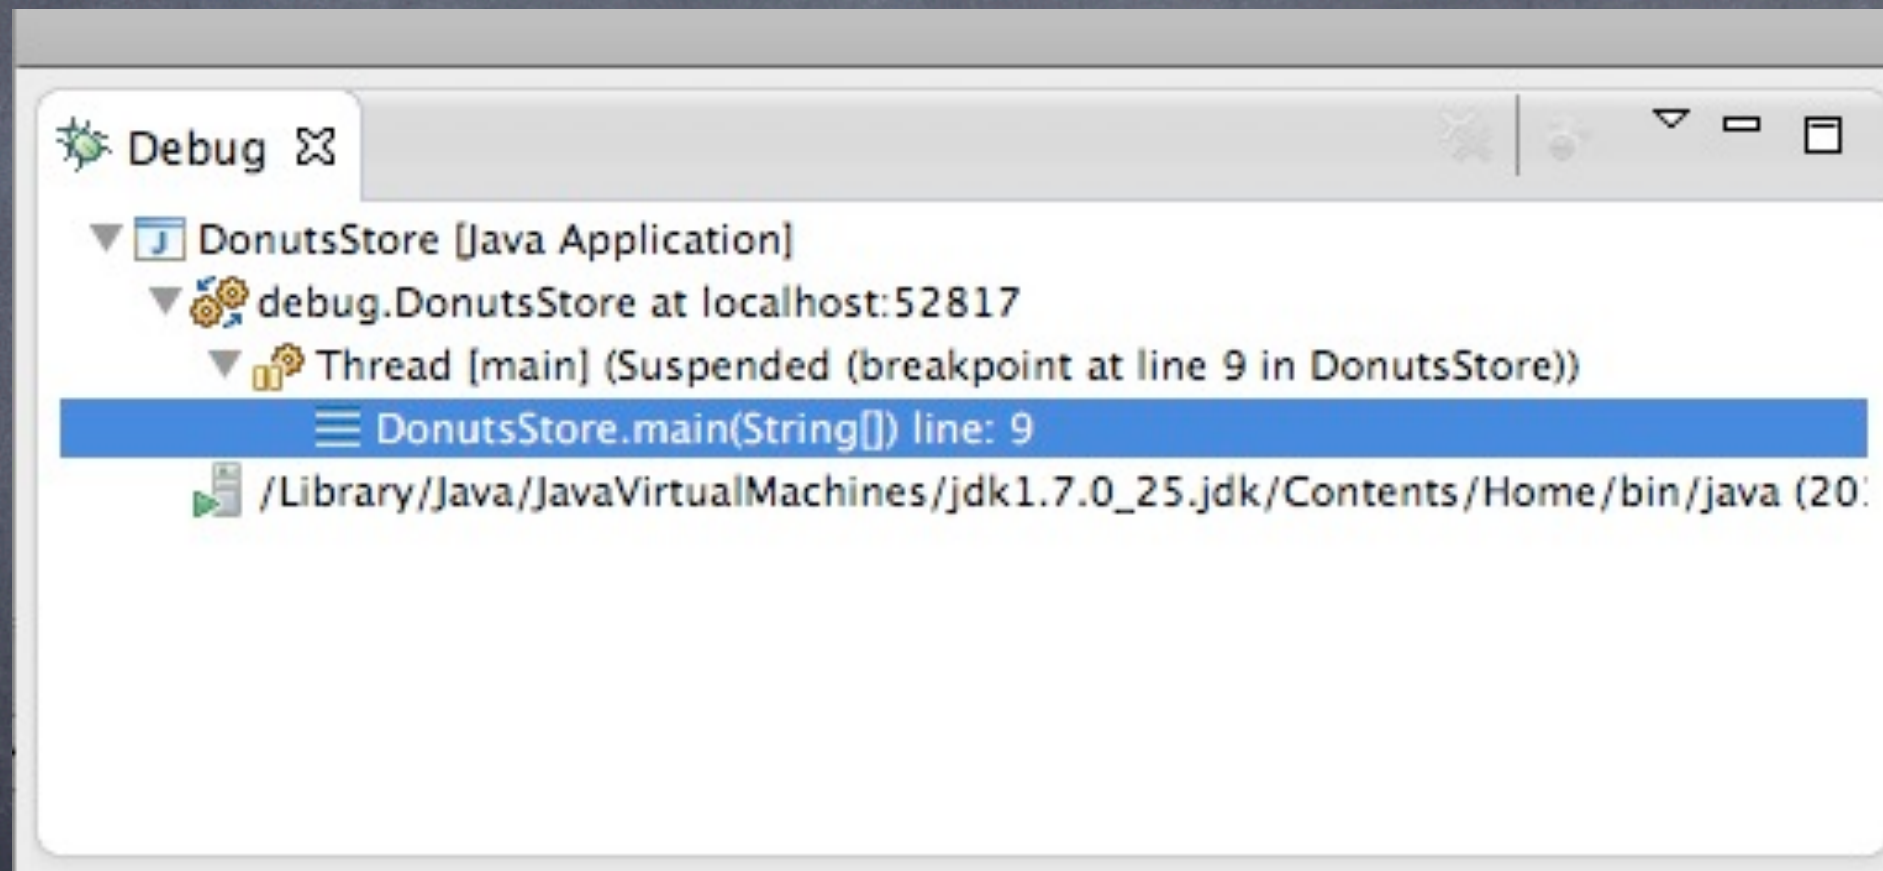 Debug
DonutsStore [Java Application]
debug.DonutsStore at localhost:52817
Thread [main] (Suspended (breakpoint at line 9 in DonutsStore))
DonutsStore.main(String[]) line: 9
/Library/Java/JavaVirtualMachines/jdk1.7.0_25.jdk/Contents/Home/bin/java (20